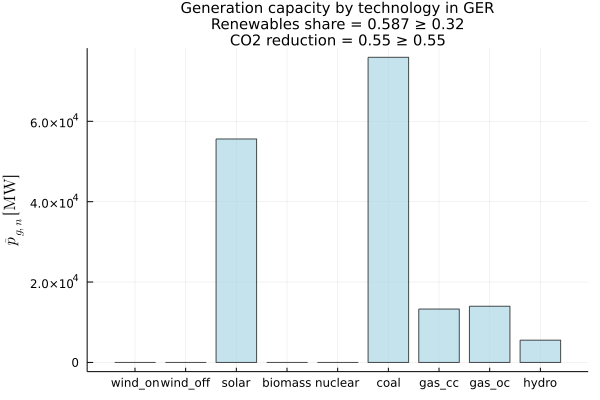 Generation capacity by technology in GER
Renewables share = 0.587 ≥ 0.32
CO2 reduction = 0.55 ≥ 0.55
p̄g,n [MW]
6.0×10⁴
4.0×10⁴
2.0×10⁴
0
wind_on wind_off solar biomass nuclear coal gas_cc gas_oc hydro